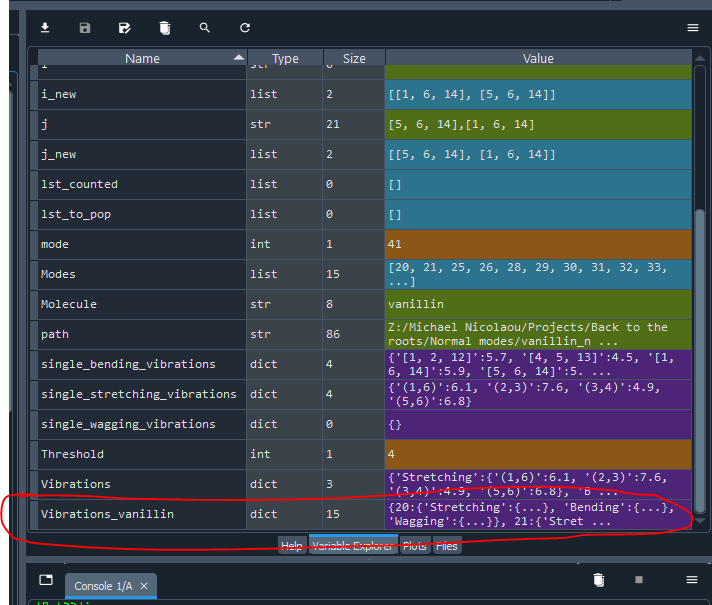 Name Type Size Value
i_new list 2 [[1, 6, 14], [5, 6, 14]]
j str 21 [5, 6, 14],[1, 6, 14]
j_new list 2 [[5, 6, 14], [1, 6, 14]]
lst_counted list 0 []
lst_to_pop list 0 []
mode int 1 41
Modes list 15 [20, 21, 25, 26, 28, 29, 30, 31, 32, 33,
...]
Molecule str 8 vanillin
path str 86 Z:/Michael Nicolaou/Projects/Back to the
roots/Normal modes/vanillin_n ...
single_bending_vibrations dict 4 {'[1, 2, 12]':5.7, '[4, 5, 13]':4.5, '[1,
6, 14]':5.9, '[5, 6, 14]':5. ...
single_stretching_vibrations dict 4 {'(1,6)':6.1, '(2,3)':7.6, '(3,4)':4.9,
'(5,6)':6.8}
single_wagging_vibrations dict 0 {}
Threshold int 1 4
Vibrations dict 3 {'Stretching':{'(1,6)':6.1, '(2,3)':7.6,
'(3,4)':4.9, '(5,6)':6.8}, 'B ...
Vibrations_vanillin dict 15 {20:{'Stretching':{...}, 'Bending':{...},
'Wagging':{...}}, 21:{'Stret ...
Help Variable Explorer Plots Files
Console 1/A